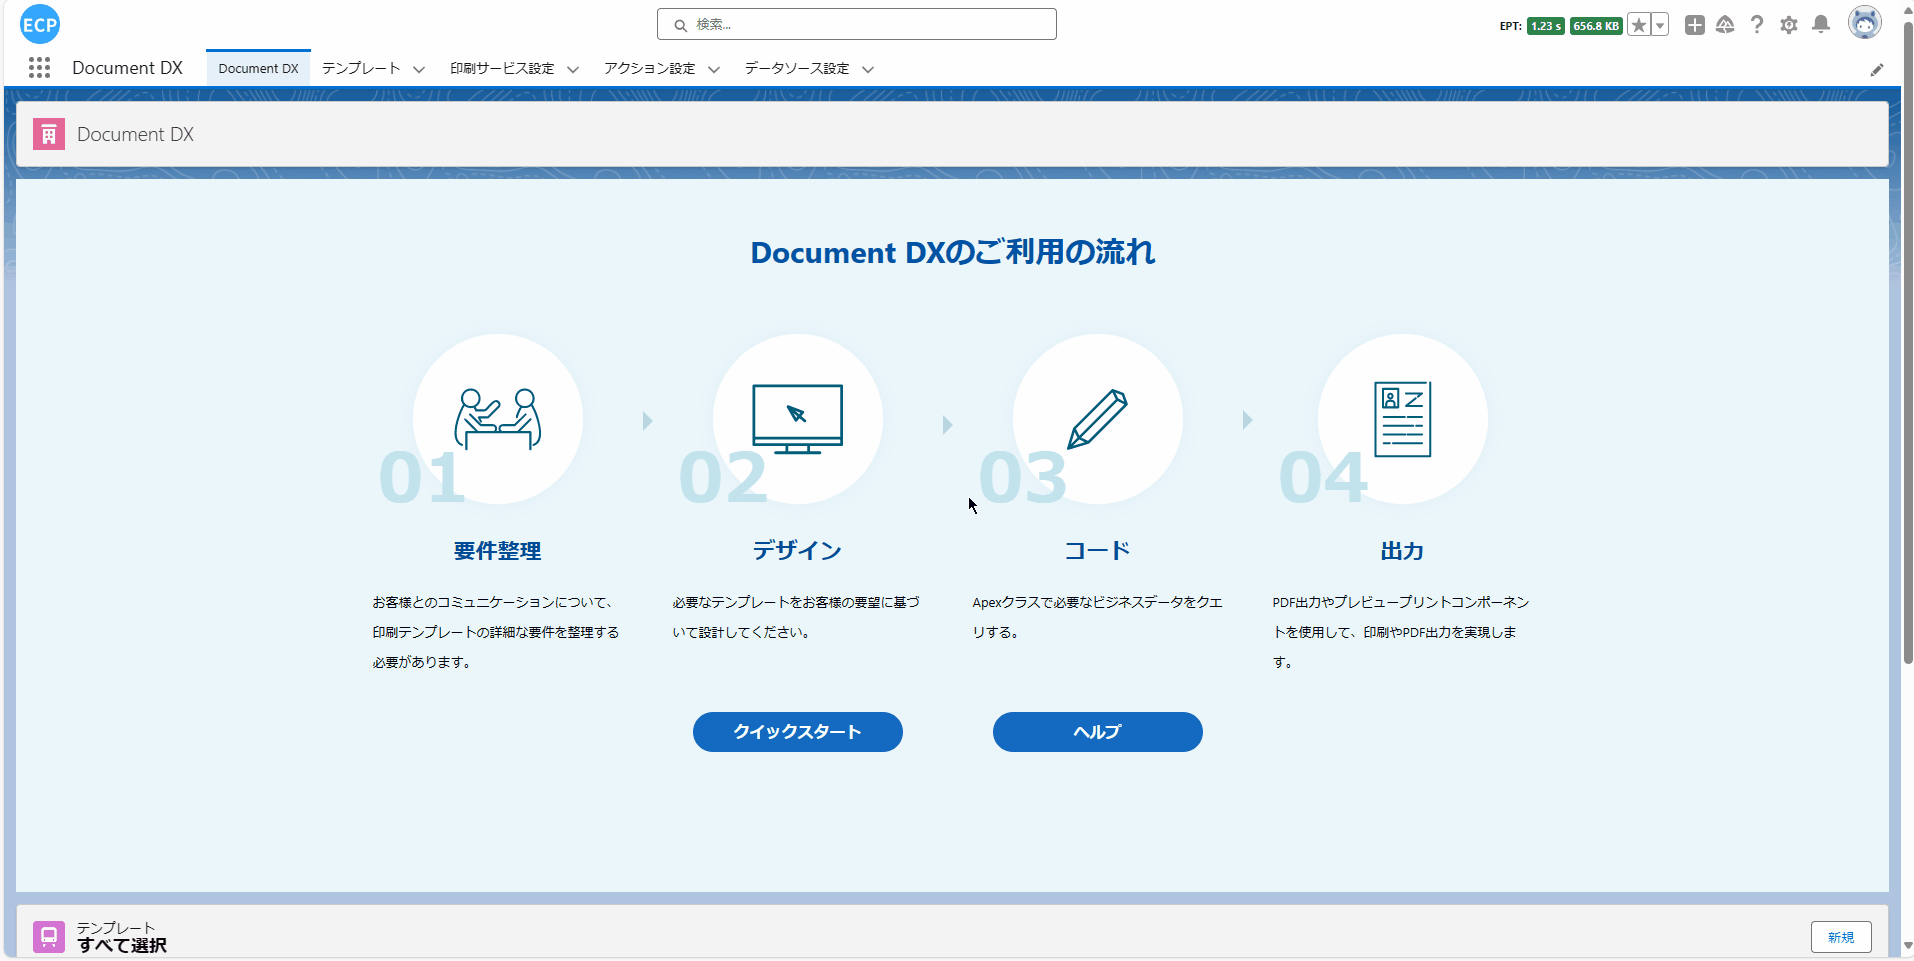 ECP
検索...
EPT: 1.23 s 656.8 KB
Document DX
Document DX
テンプレート
印刷サービス設定
アクション設定
データソース設定
Document DX
Document DXのご利用の流れ
01
要件整理
お客様とのコミュニケーションについて、
印刷テンプレートの詳細な要件を整理する
必要があります。
02
デザイン
必要なテンプレートをお客様の要望に基づ
いて設計してください。
クイックスタート
03
コード
Apexクラスで必要なビジネスデータをクエ
リする。
ヘルプ
04
出力
PDF出力やプレビュープリントコンポーネン
トを使用して、印刷やPDF出力を実現しま
す。
テンプレート
すべて選択
新規